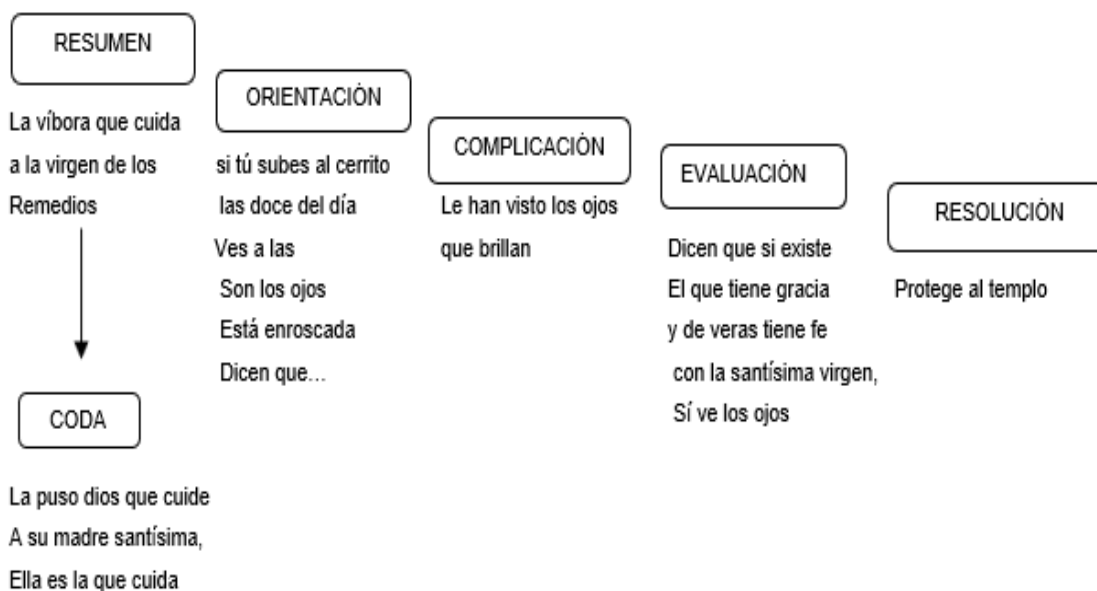 RESUMEN
La víbora que cuida
a la virgen de los
Remedios
ORIENTACIÓN
si tú subes al cerrito
las doce del día
Ves a las
Son los ojos
Está enroscada
Dicen que…
COMPLICACIÓN
Le han visto los ojos
que brillan
EVALUACIÓN
Dicen que si existe
El que tiene gracia
y de veras tiene fe
con la santísima virgen,
Sí ve los ojos
RESOLUCIÓN
Protege al templo
CODA
La puso dios que cuide
A su madre santísima,
Ella es la que cuida